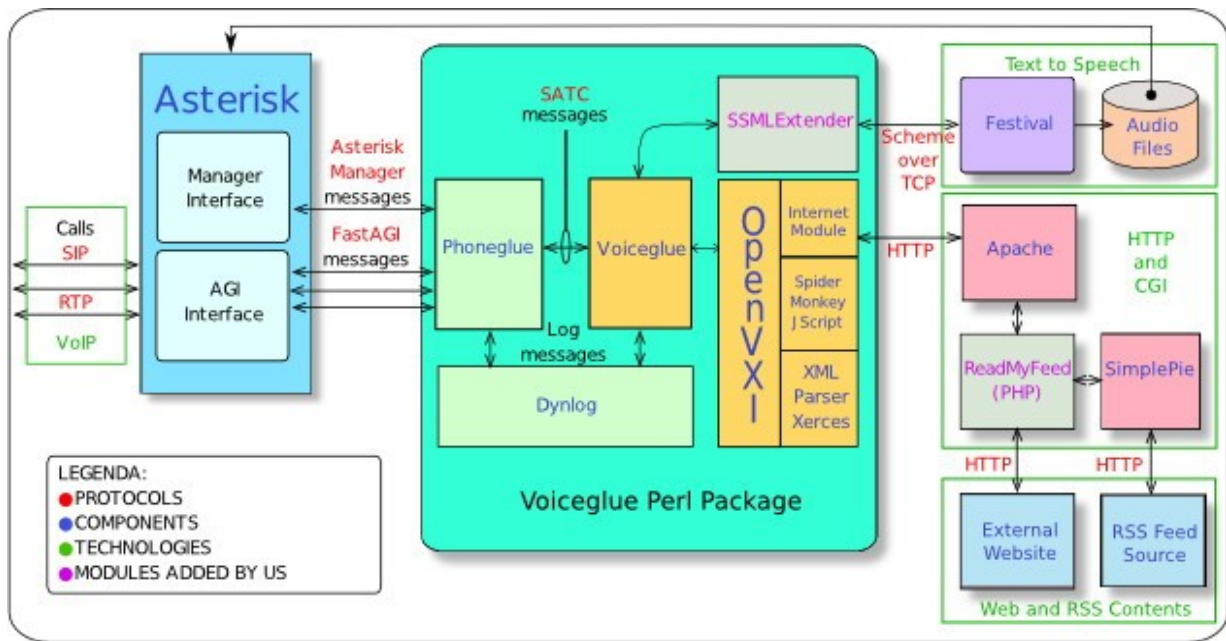 Asterisk
Manager
Interface
AGI
Interface
Calls
SIP
RTP
VoIP
Asterisk
Manager
messages
FastAGI
messages
SATC
messages
Phoneglue
Voiceglue
Log
messages
Dynlog
SSMLExtender
OpenVXI
Internet
Module
Spider
Monkey
J Script
XML
Parser
Xerces
Voiceglue Perl Package
Scheme
over
TCP
HTTP
Text to Speech
Festival
Audio
Files
Apache
HTTP
and
CGI
ReadMyFeed
(PHP)
SimplePie
HTTP
HTTP
External
Website
RSS Feed
Source
Web and RSS Contents
LEGENDA:
PROTOCOLS
COMPONENTS
TECHNOLOGIES
MODULES ADDED BY US